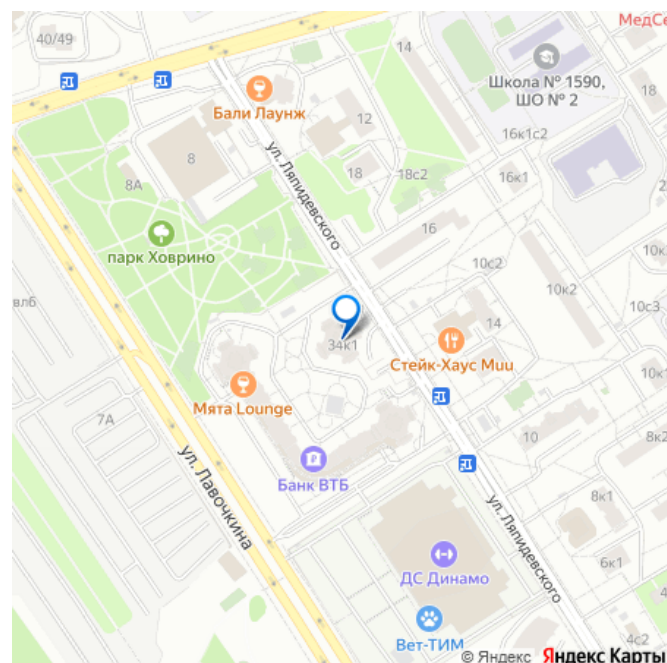 МедСе
40/49
14
Школа № 1590,
ШО № 2
18
Бали Лаунж
12
16к1с2
8
8А
18
18с2
16к1
ул. Ляпидевского
16
парк Ховрино
10с2
10к
10к2
10с3
34к1
14
Стейк-Хаус Мuu
10к1
Мята Lounge
7А
10
8к2
Банк ВТБ
ул. Лавочкина
8к1
ул. Ляпидевского
ДС Динамо
6к1
Вет-ТИМ
4с2
© Яндекс Яндекс Карты